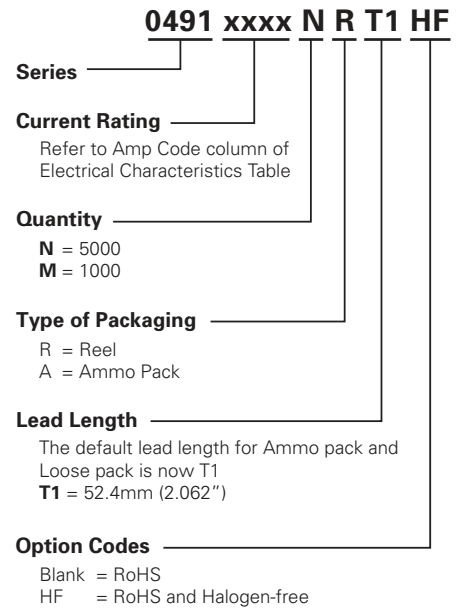 0491 xxxx N R T1 HF
Series
Current Rating
Refer to Amp Code column of
Electrical Characteristics Table
Quantity
N = 5000
M = 1000
Type of Packaging
R = Reel
A = Ammo Pack
Lead Length
The default lead length for Ammo pack and
Loose pack is now T1
T1 = 52.4mm (2.062”)
Option Codes
Blank = RoHS
HF = RoHS and Halogen-free